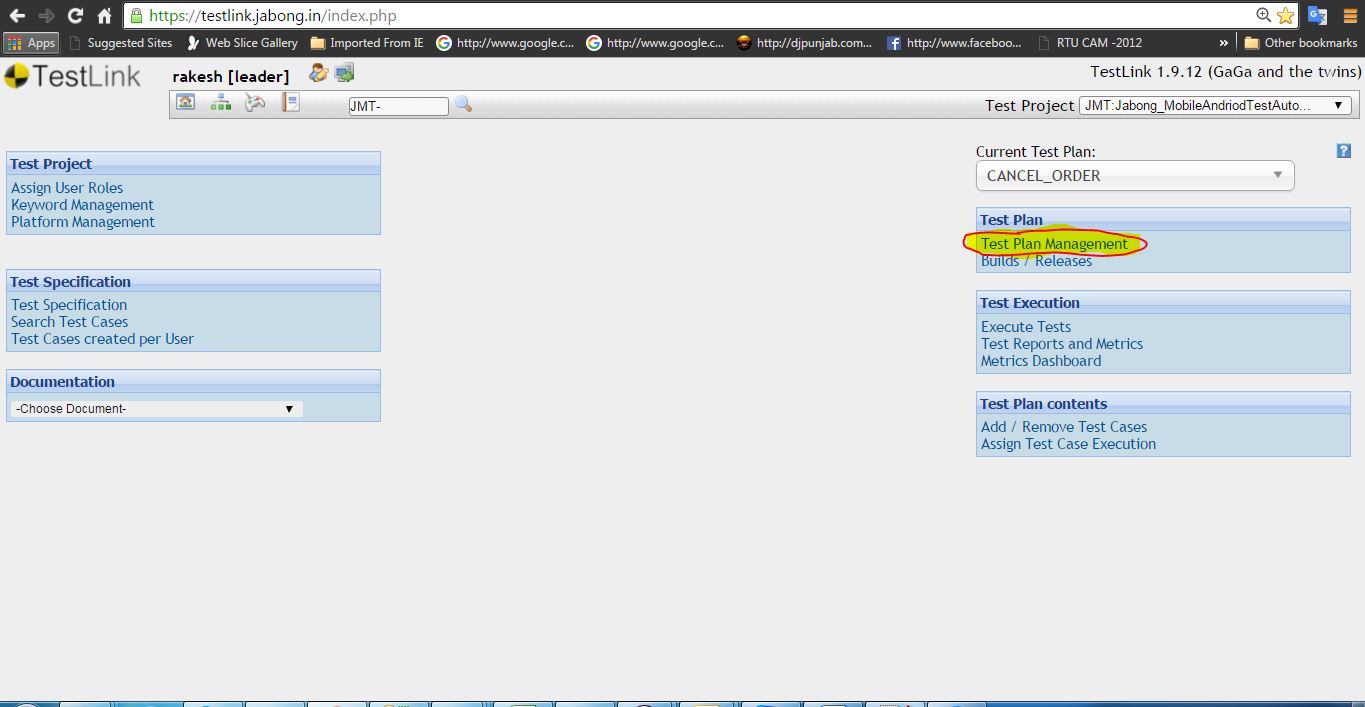 https://testlink.jabong.in/index.php
Apps Suggested Sites Web Slice Gallery Imported From IE http://www.google.c... http://www.google.c... http://djpunjab.com... http://www.faceboo... RTU CAM -2012 » Other bookmarks
TestLink rakesh [leader] TestLink 1.9.12 (GaGa and the twins)
JMT- Test Project JMT:Jabong_MobileAndriodTestAuto...
Test Project
Assign User Roles
Keyword Management
Platform Management
Test Specification
Test Specification
Search Test Cases
Test Cases created per User
Documentation
-Choose Document-
Current Test Plan:
CANCEL_ORDER
Test Plan
Test Plan Management
Builds / Releases
Test Execution
Execute Tests
Test Reports and Metrics
Metrics Dashboard
Test Plan contents
Add / Remove Test Cases
Assign Test Case Execution